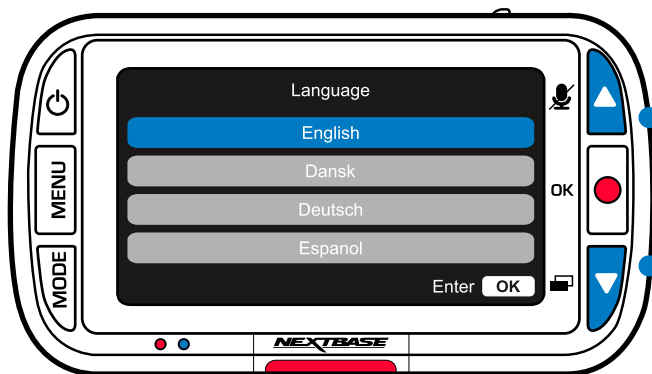 Language
English
Dansk
Deutsch
Espanol
Enter OK
MENU
MODE
OK
NEXTBASE